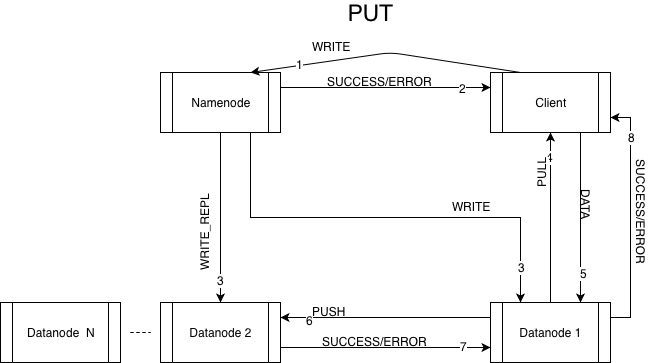 PUT
WRITE
1
SUCCESS/ERROR
2
Namenode
Client
8
4
PULL
DATA
SUCCESS/ERROR
WRITE_REPL
WRITE
3
3
5
PUSH
6
Datanode N
Datanode 2
Datanode 1
SUCCESS/ERROR
7